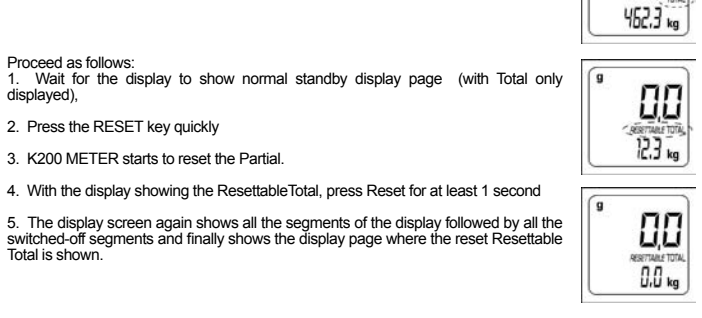 TOTAL
462.3 kg
Proceed as follows:
1. Wait for the display to show normal standby display page (with Total only
displayed),
2. Press the RESET key quickly
3. K200 METER starts to reset the Partial.
4. With the display showing the ResettableTotal, press Reset for at least 1 second
5. The display screen again shows all the segments of the display followed by all the
switched-off segments and finally shows the display page where the reset Resettable
Total is shown.
g
0,0
RESETTABLE TOTAL
12.3 kg
g
0,0
RESETTABLE TOTAL
0.0 kg